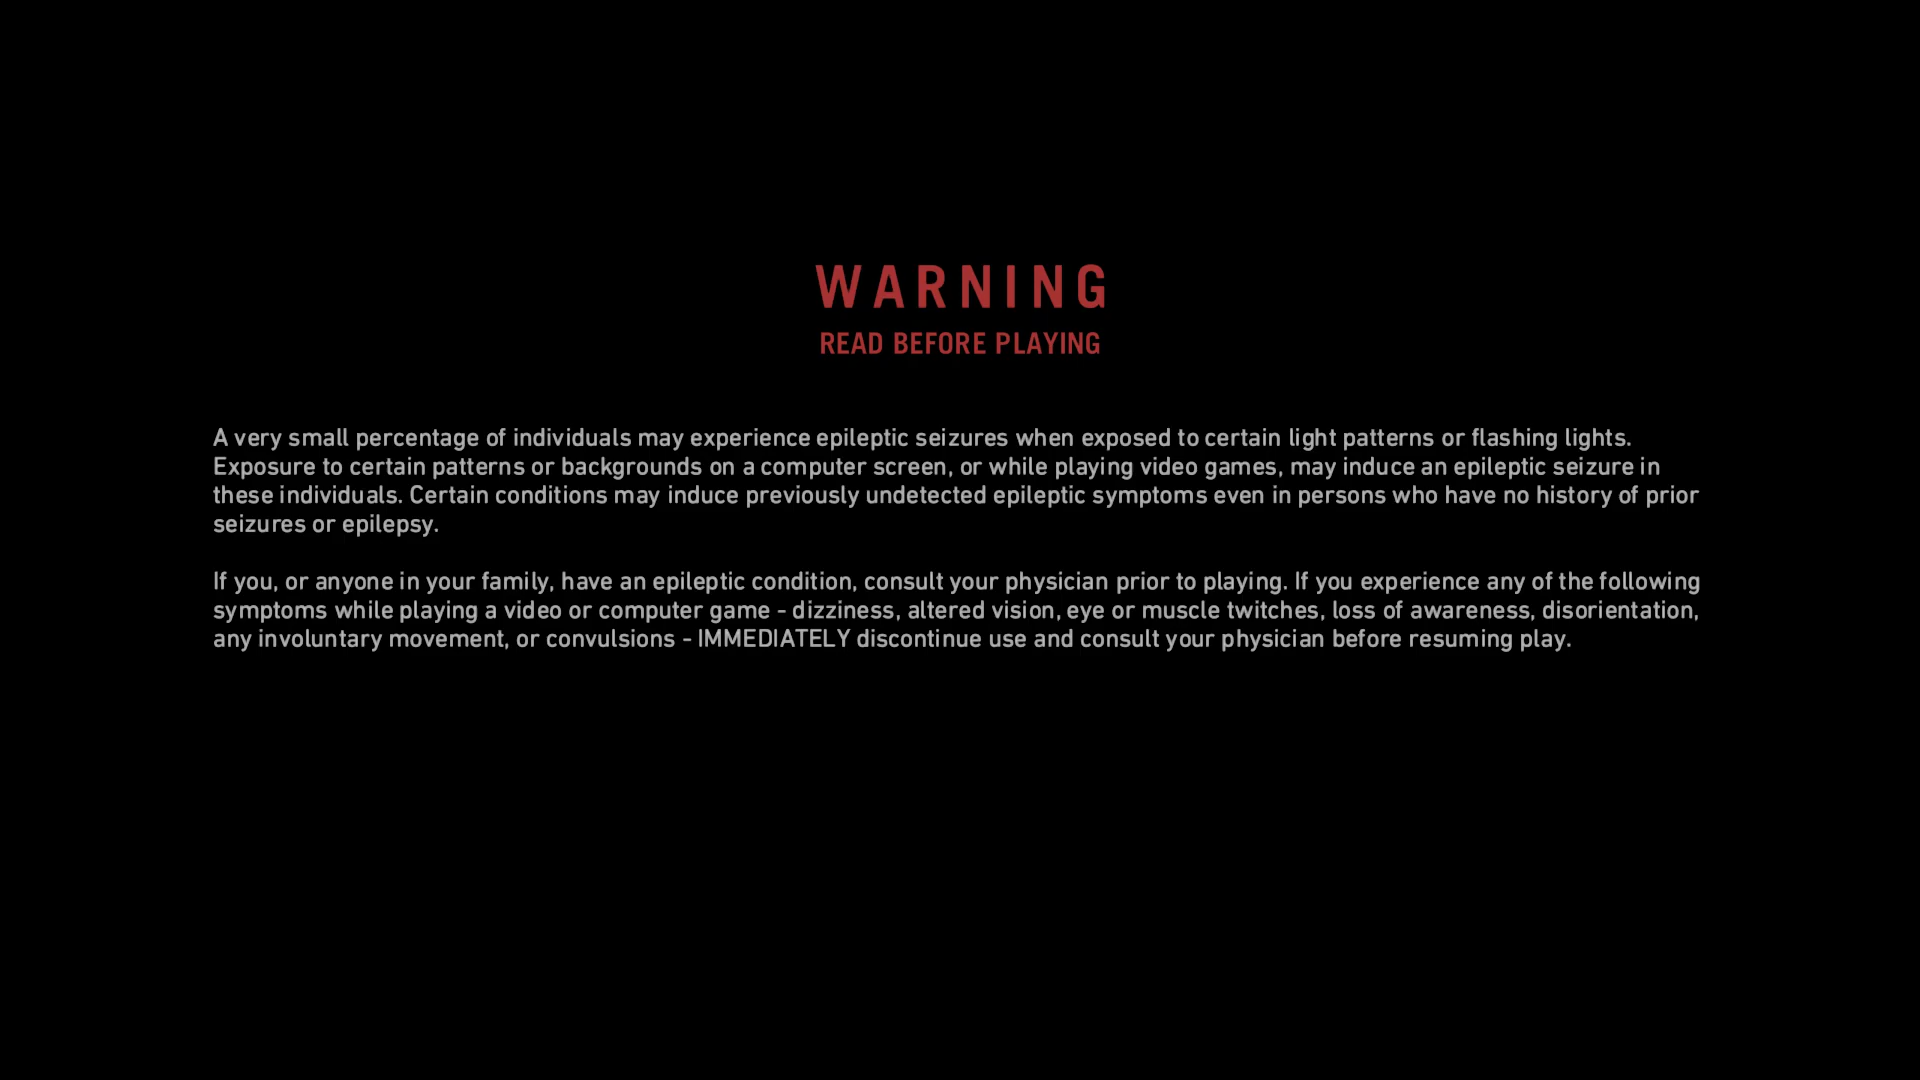 WARNING
READ BEFORE PLAYING
A very small percentage of individuals may experience epileptic seizures when exposed to certain light patterns or flashing lights.
Exposure to certain patterns or backgrounds on a computer screen, or while playing video games, may induce an epileptic seizure in
these individuals. Certain conditions may induce previously undetected epileptic symptoms even in persons who have no history of prior
seizures or epilepsy.
If you, or anyone in your family, have an epileptic condition, consult your physician prior to playing. If you experience any of the following
symptoms while playing a video or computer game - dizziness, altered vision, eye or muscle twitches, loss of awareness, disorientation,
any involuntary movement, or convulsions - IMMEDIATELY discontinue use and consult your physician before resuming play.